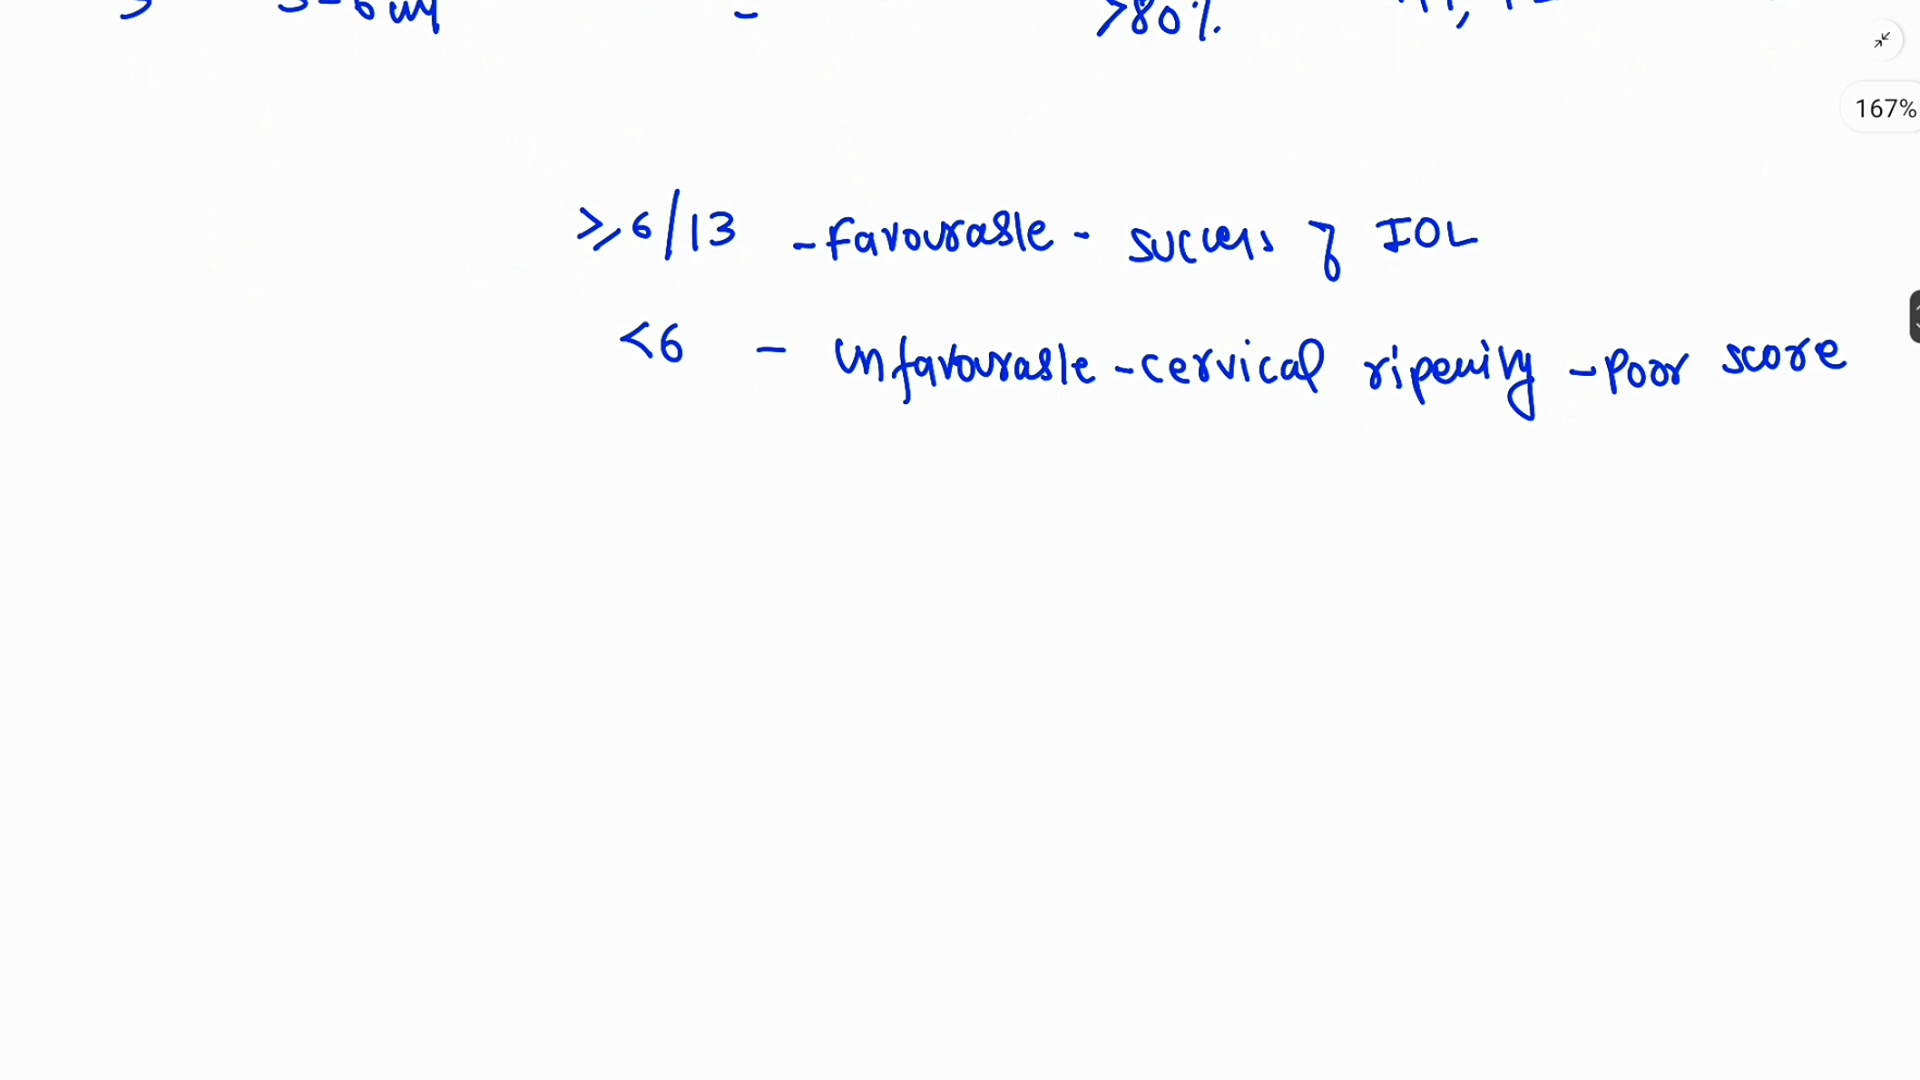 >80%
167%
≥6/13 - Favourable - success of IOL
<6 - Unfavourable - cervical ripening - Poor score